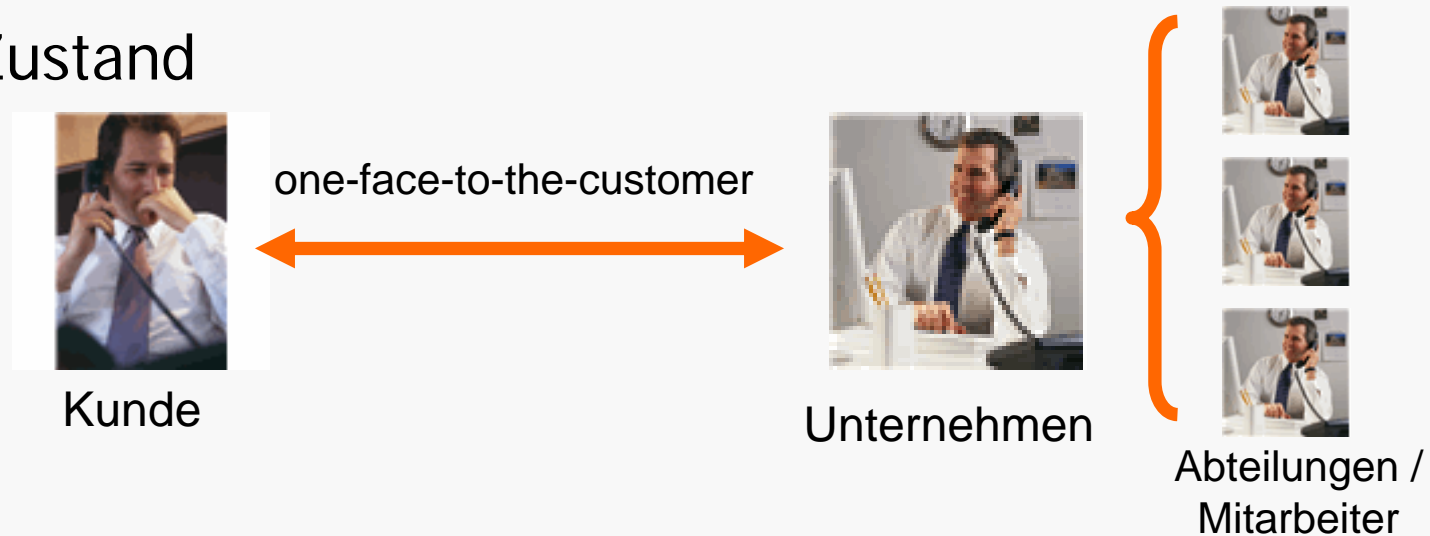 Zustand
one-face-to-the-customer
Kunde
Unternehmen
Abteilungen /
Mitarbeiter